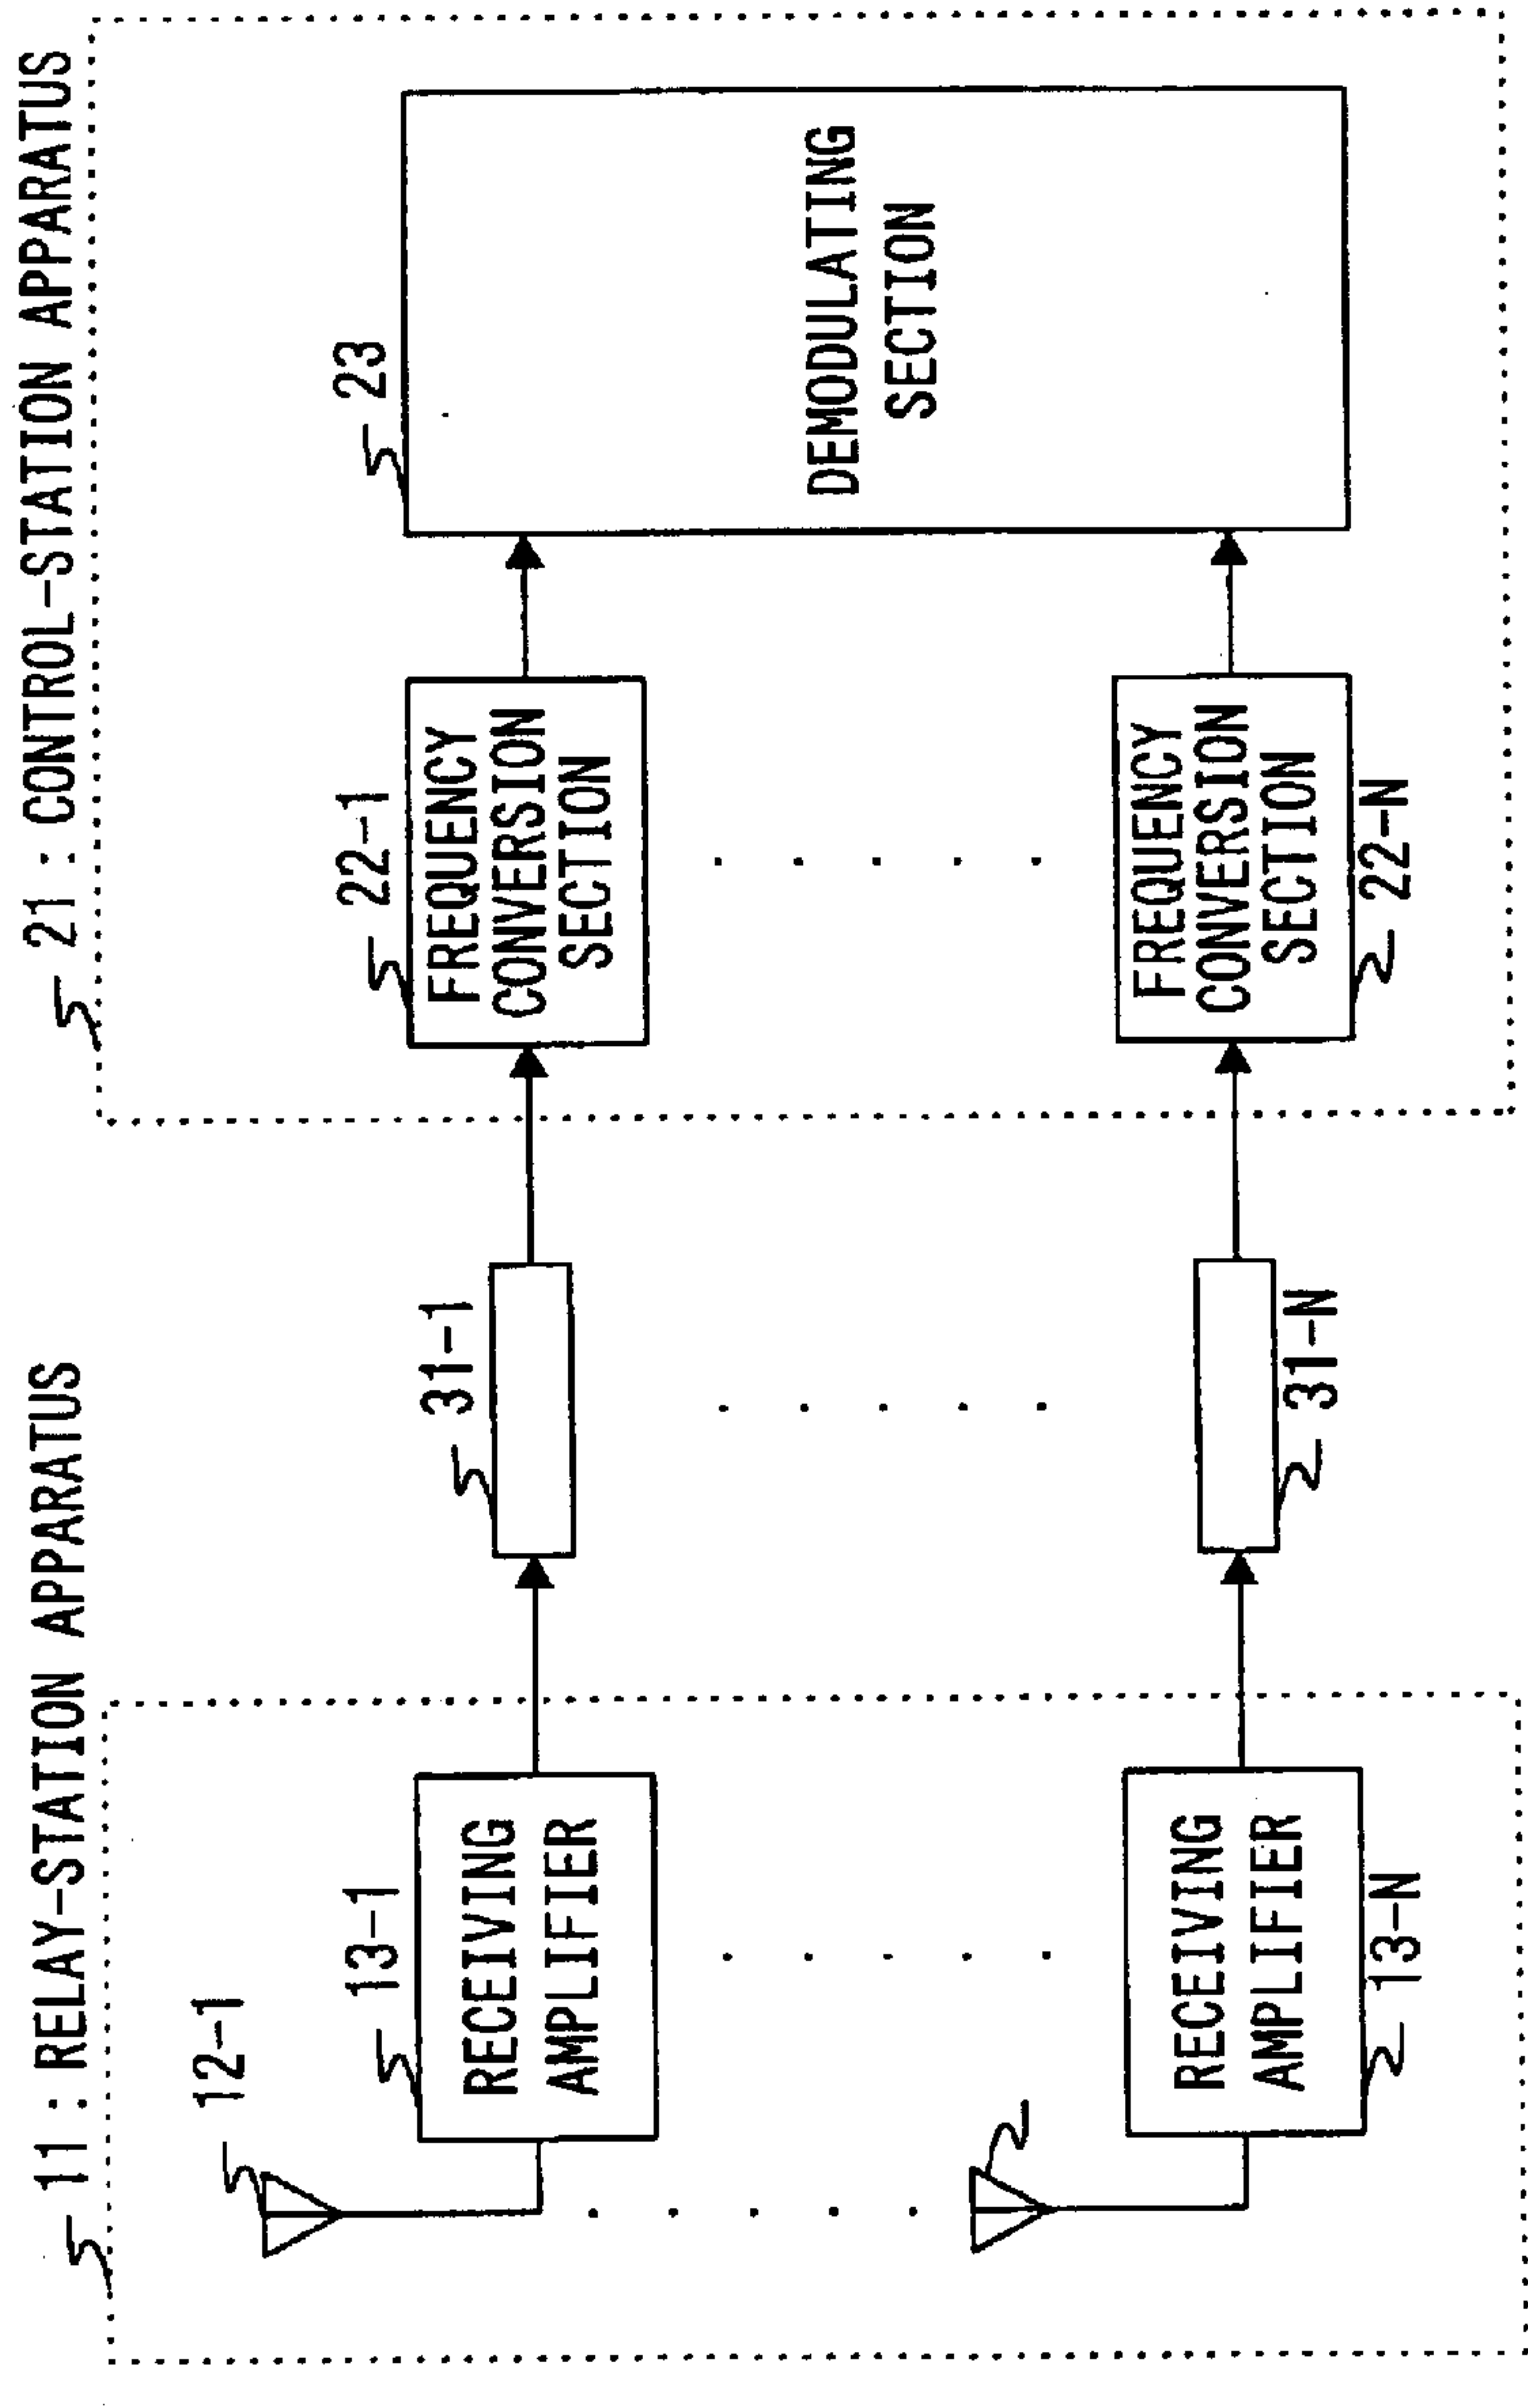 11 : RELAY-STATION APPARATUS
21 : CONTROL-STATION APPARATUS
12-1
13-1
RECEIVING
AMPLIFIER
31-1
22-1
FREQUENCY
CONVERSION
SECTION
23
DEMODULATING
SECTION
RECEIVING
AMPLIFIER
13-N
31-N
FREQUENCY
CONVERSION
SECTION
22-N